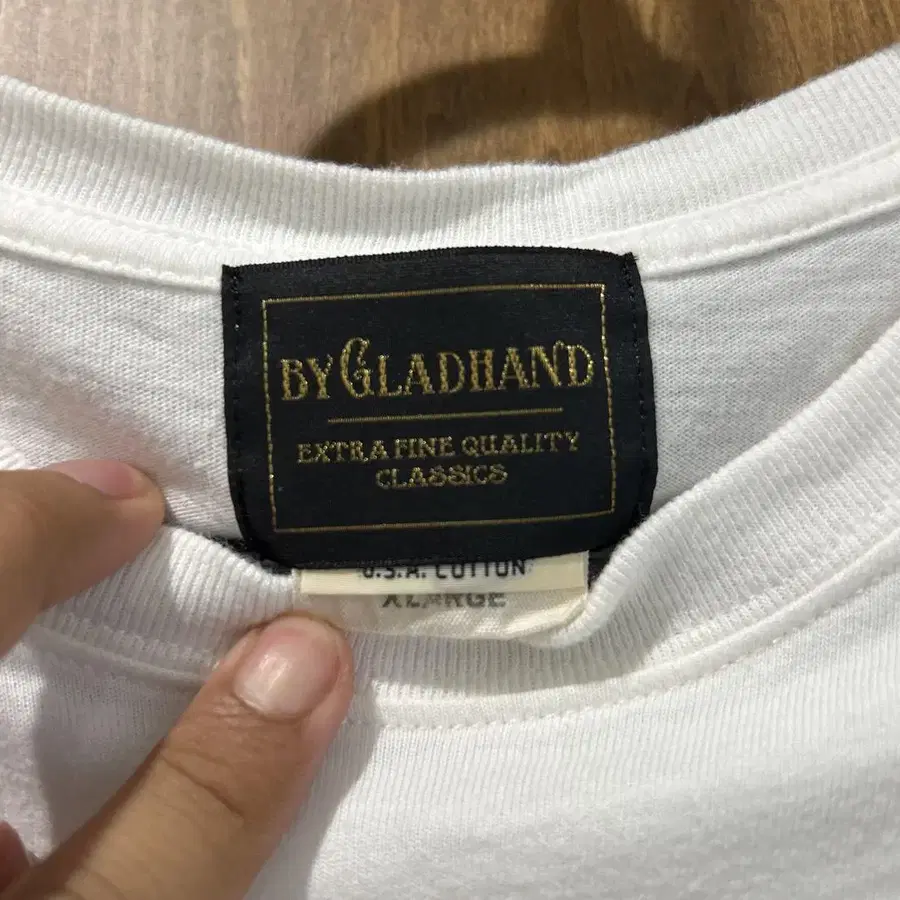 BY GLADHAND
EXTRA FINE QUALITY
CLASSICS
U.S.A. COTTON
XLARGE